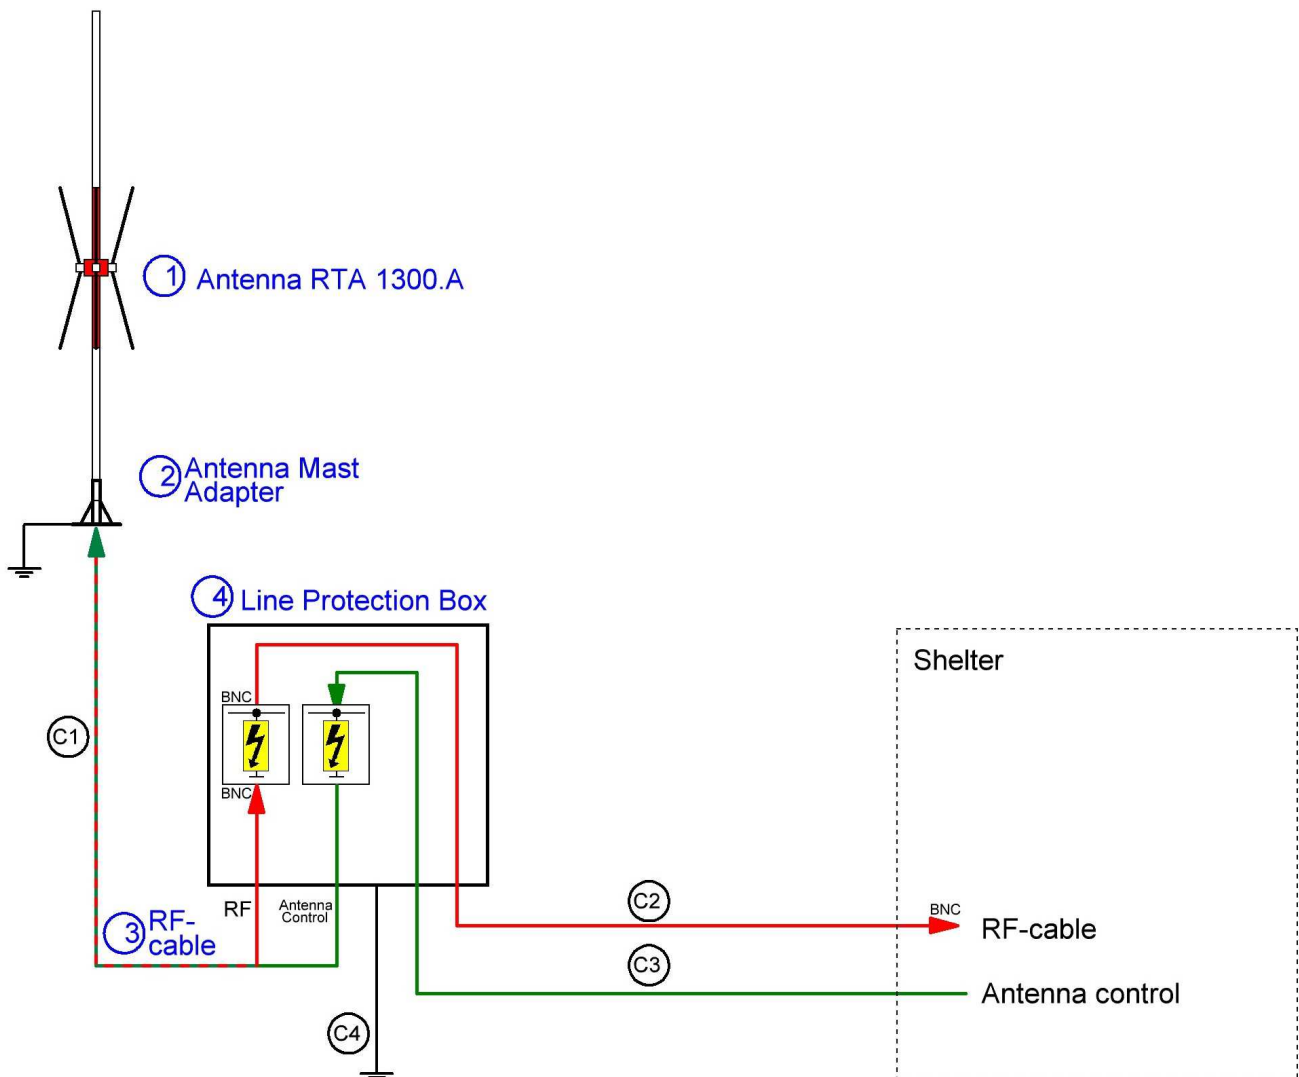 1 Antenna RTA 1300.A
2 Antenna Mast
Adapter
4 Line Protection Box
Shelter
BNC
C1
BNC
RF
Antenna
Control
3 RF-
cable
C2
BNC
RF-cable
C3
Antenna control
C4